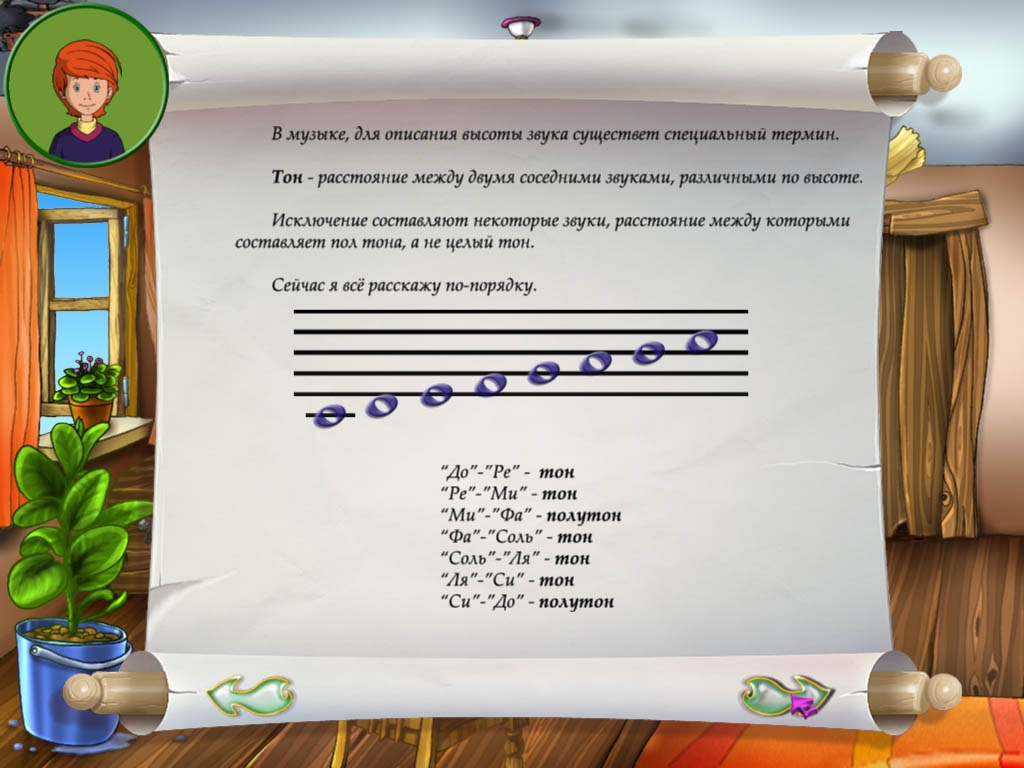 В музыке, для описания высоты звука существет специальный термин.
Тон - расстояние между двумя соседними звуками, различными по высоте.
Исключение составляют некоторые звуки, расстояние между которыми
составляет пол тона, а не целый тон.
Сейчас я всё расскажу по-порядку.
“До”-”Ре” - тон
“Ре”-”Ми” - тон
“Ми”-”Фа” - полутон
“Фа”-”Соль” - тон
“Соль”-”Ля” - тон
“Ля”-”Си” - тон
“Си”-”До” - полутон